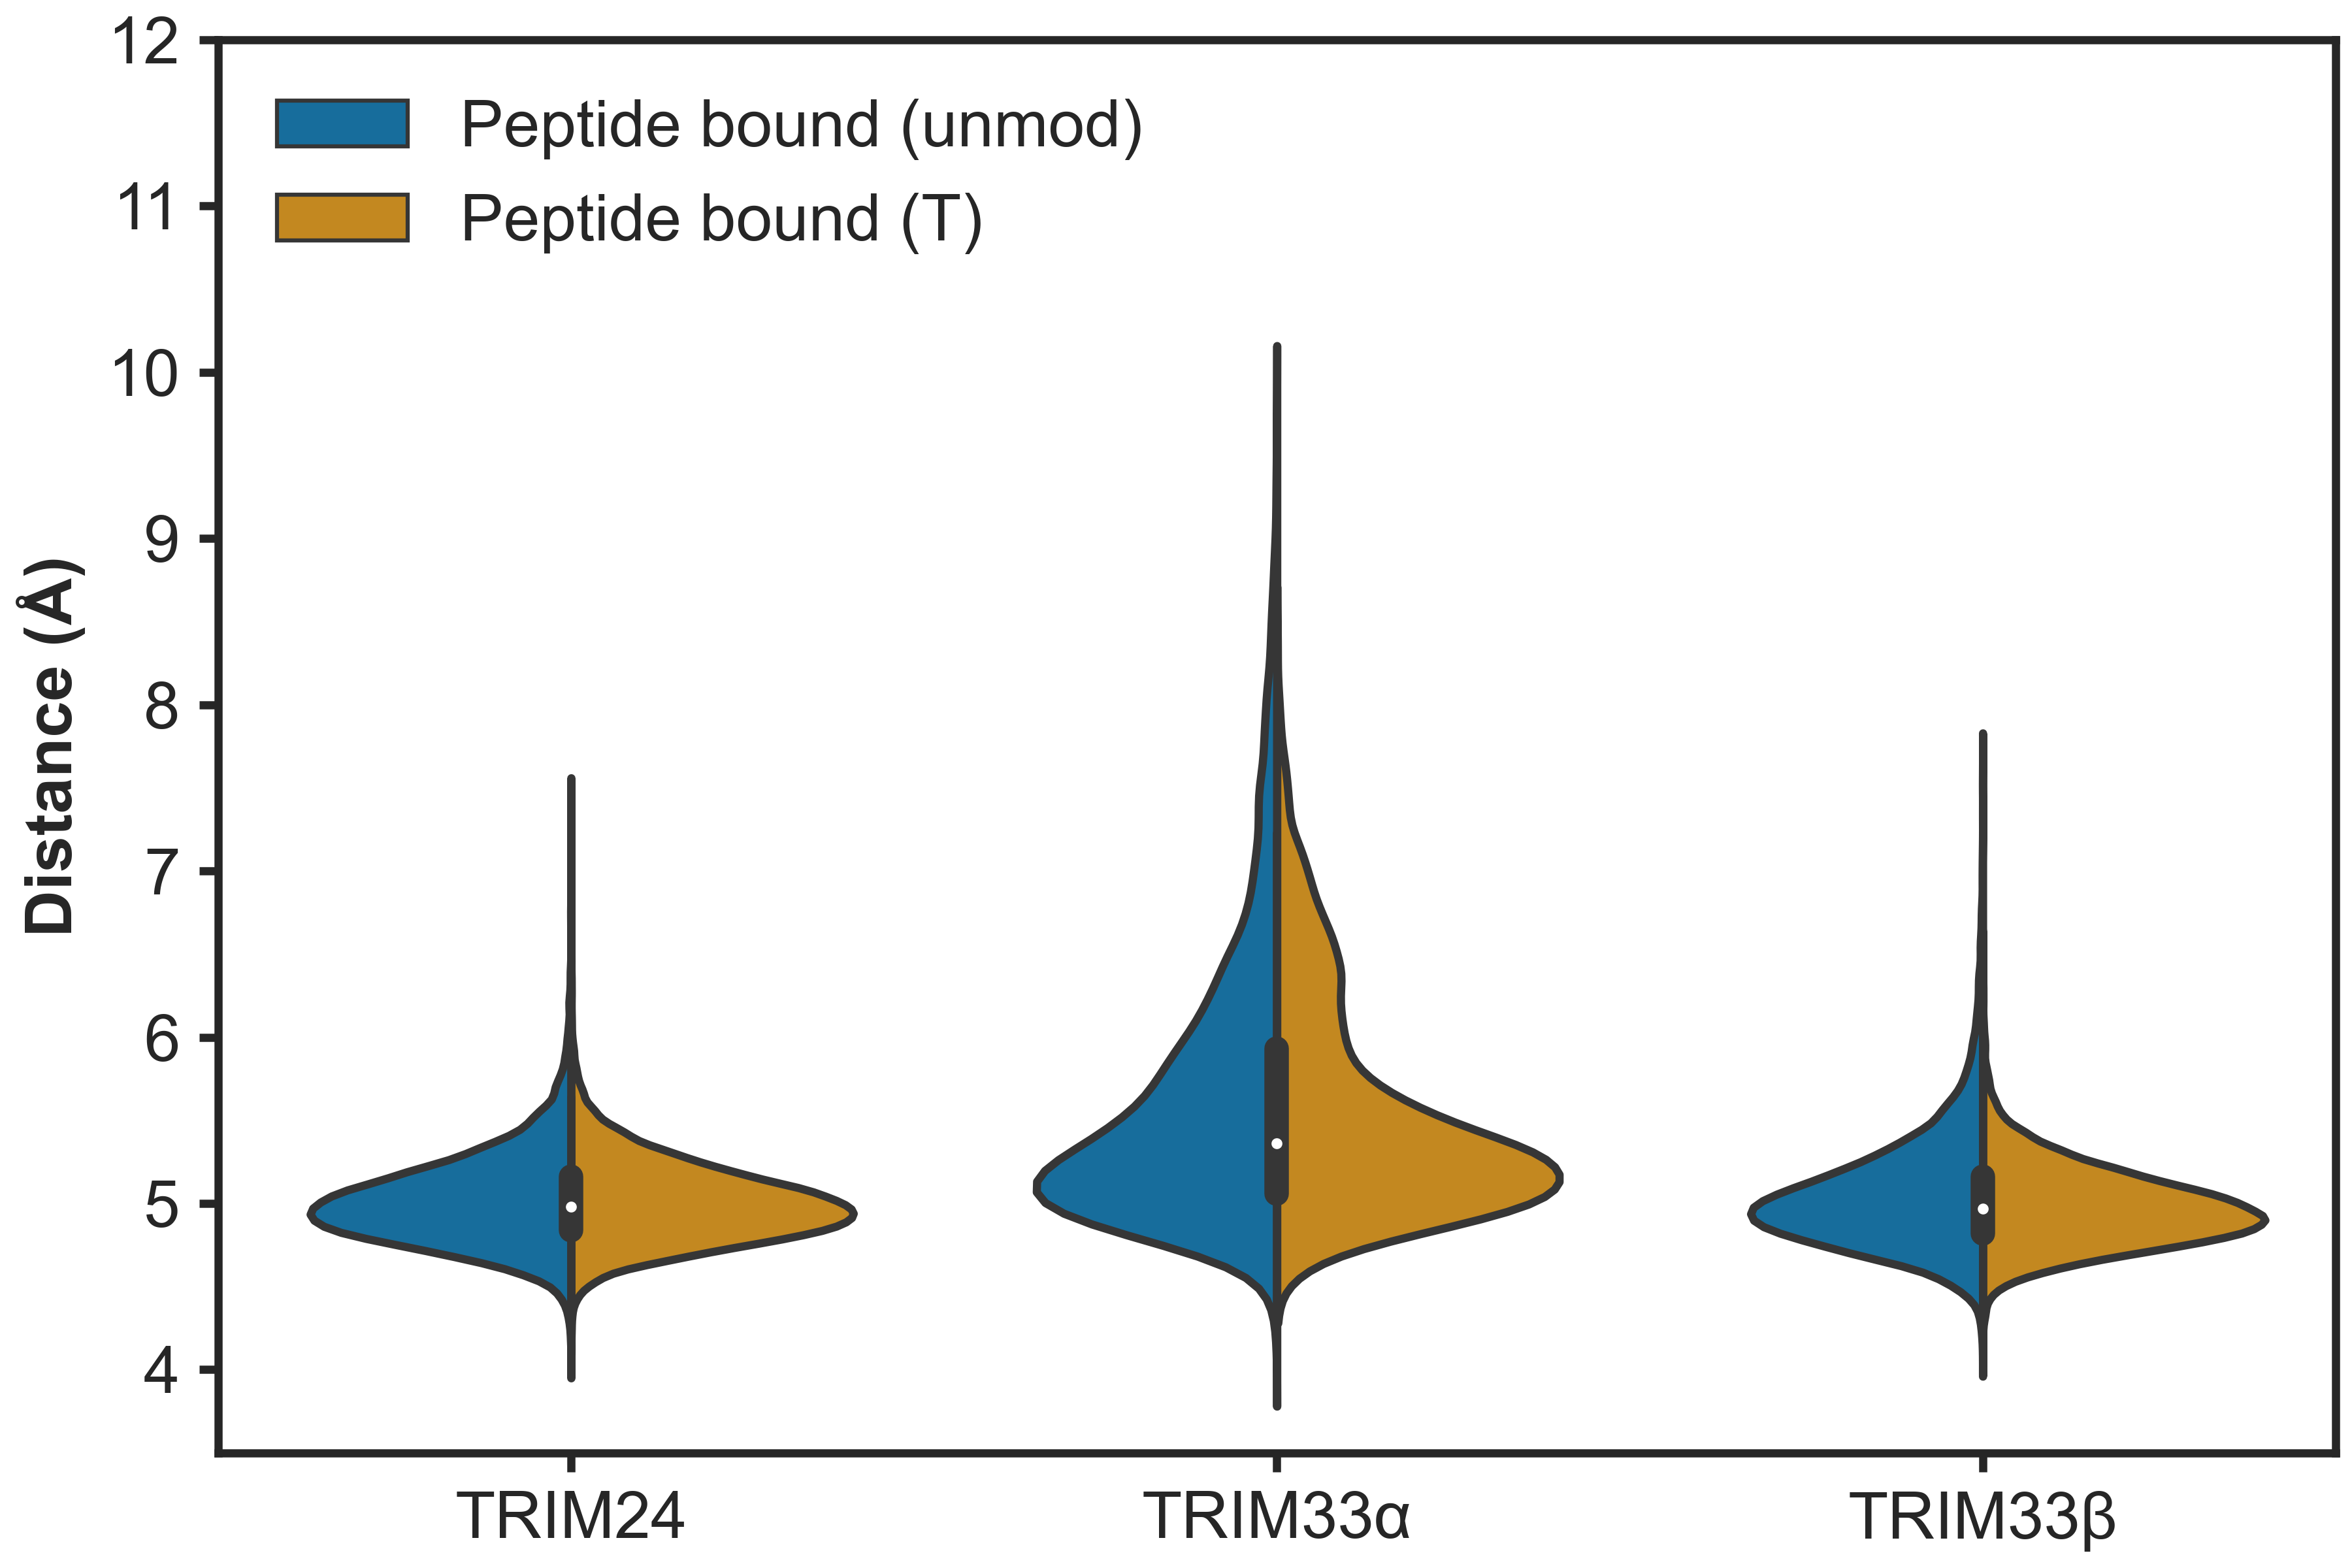 Peptide bound (unmod)
Peptide bound (T)
Distance (Å)
12
11
10
9
8
7
6
5
4
TRIM24
TRIM33α
TRIM33β